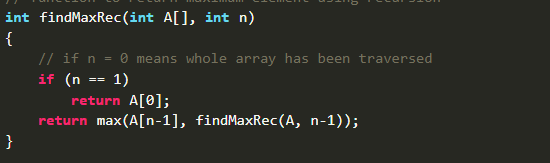 // function to return maximum element using recursion
int findMaxRec(int A[], int n)
{
    // if n = 0 means whole array has been traversed
    if (n == 1)
        return A[0];
    return max(A[n-1], findMaxRec(A, n-1));
}